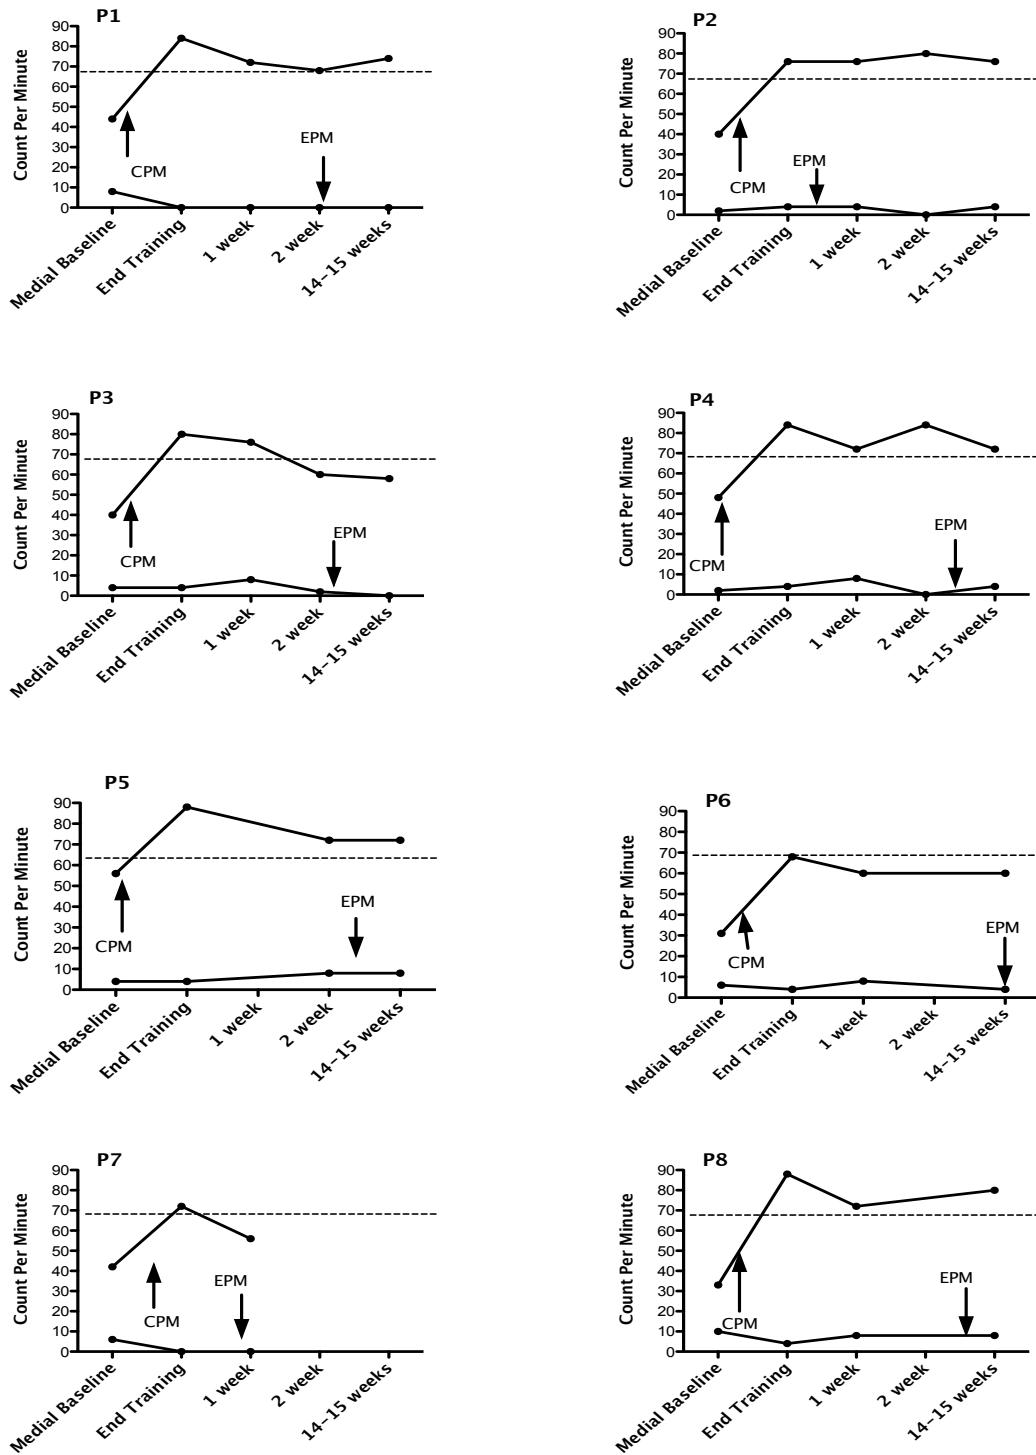 P1
Count Per Minute
90
80
70
60
50
40
30
20
10
0
CPM
EPM
Medial Baseline
End Training
1 week
2 week
14–15 weeks
P2
Count Per Minute
90
80
70
60
50
40
30
20
10
0
CPM
EPM
Medial Baseline
End Training
1 week
2 week
14–15 weeks
P3
Count Per Minute
90
80
70
60
50
40
30
20
10
0
CPM
EPM
Medial Baseline
End Training
1 week
2 week
14–15 weeks
P4
Count Per Minute
90
80
70
60
50
40
30
20
10
0
CPM
EPM
Medial Baseline
End Training
1 week
2 week
14–15 weeks
P5
Count Per Minute
90
80
70
60
50
40
30
20
10
0
CPM
EPM
Medial Baseline
End Training
1 week
2 week
14–15 weeks
P6
Count Per Minute
90
80
70
60
50
40
30
20
10
0
CPM
EPM
Medial Baseline
End Training
1 week
2 week
14–15 weeks
P7
Count Per Minute
90
80
70
60
50
40
30
20
10
0
CPM
EPM
Medial Baseline
End Training
1 week
2 week
14–15 weeks
P8
Count Per Minute
90
80
70
60
50
40
30
20
10
0
CPM
EPM
Medial Baseline
End Training
1 week
2 week
14–15 weeks